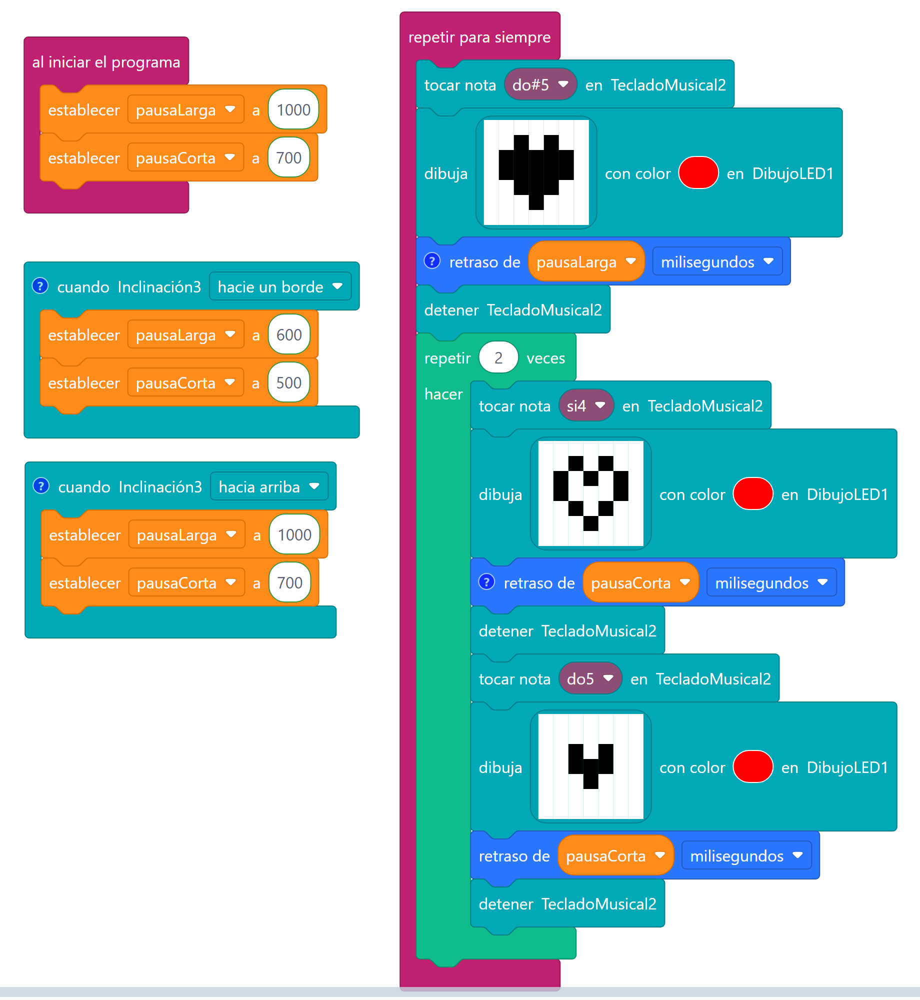 al iniciar el programa
establecer pausaLarga a 1000
establecer pausaCorta a 700
? cuando Inclinación3 hacie un borde
establecer pausaLarga a 600
establecer pausaCorta a 500
? cuando Inclinación3 hacia arriba
establecer pausaLarga a 1000
establecer pausaCorta a 700
repetir para siempre
tocar nota do#5 en TecladoMusical2
dibuja con color en DibujoLED1
? retraso de pausaLarga milisegundos
detener TecladoMusical2
repetir 2 veces
hacer
tocar nota si4 en TecladoMusical2
dibuja con color en DibujoLED1
? retraso de pausaCorta milisegundos
detener TecladoMusical2
tocar nota do5 en TecladoMusical2
dibuja con color en DibujoLED1
retraso de pausaCorta milisegundos
detener TecladoMusical2